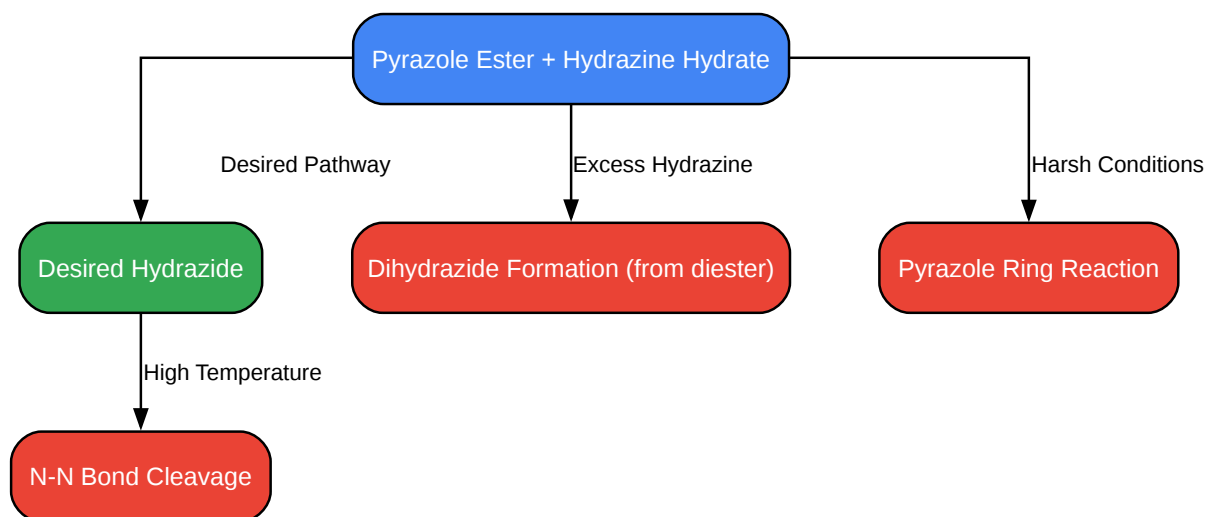 Pyrazole Ester + Hydrazine Hydrate
Desired Pathway
Excess Hydrazine
Harsh Conditions
Desired Hydrazide
Dihydrazide Formation (from diester)
Pyrazole Ring Reaction
High Temperature
N-N Bond Cleavage